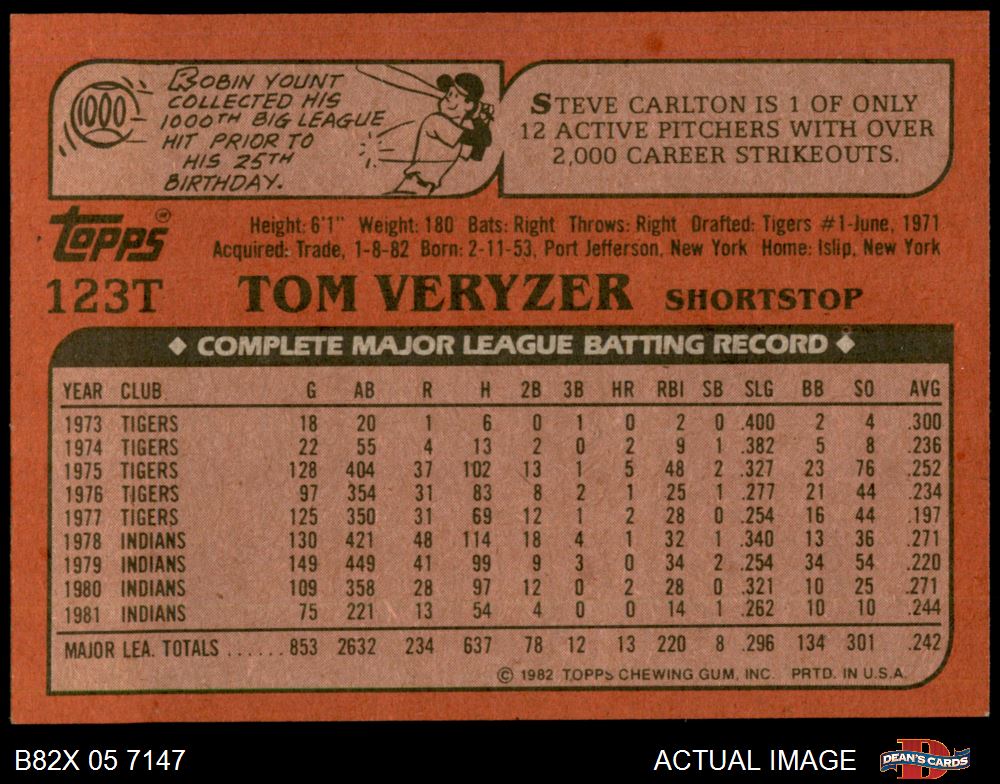 1000
ROBIN YOUNT
COLLECTED HIS
1000TH BIG LEAGUE
HIT PRIOR TO
HIS 25TH
BIRTHDAY.
STEVE CARLTON IS 1 OF ONLY
12 ACTIVE PITCHERS WITH OVER
2,000 CAREER STRIKEOUTS.
TOPPS ®
Height: 6'1" Weight: 180 Bats: Right Throws: Right Drafted: Tigers #1-June, 1971
Acquired: Trade, 1-8-82 Born: 2-11-53, Port Jefferson, New York Home: Islip, New York
123T TOM VERYZER SHORTSTOP
◆ COMPLETE MAJOR LEAGUE BATTING RECORD ◆
YEAR CLUB G AB R H 2B 3B HR RBI SB SLG BB SO AVG
1973 TIGERS 18 20 1 6 0 1 0 2 0 .400 2 4 .300
1974 TIGERS 22 55 4 13 2 0 2 9 1 .382 5 8 .236
1975 TIGERS 128 404 37 102 13 1 5 48 2 .327 23 76 .252
1976 TIGERS 97 354 31 83 8 2 1 25 1 .277 21 44 .234
1977 TIGERS 125 350 31 69 12 1 2 28 0 .254 16 44 .197
1978 INDIANS 130 421 48 114 18 4 1 32 1 .340 13 36 .271
1979 INDIANS 149 449 41 99 9 3 0 34 2 .254 34 54 .220
1980 INDIANS 109 358 28 97 12 0 2 28 0 .321 10 25 .271
1981 INDIANS 75 221 13 54 4 0 0 14 1 .262 10 10 .244
MAJOR LEA. TOTALS ...... 853 2632 234 637 78 12 13 220 8 .296 134 301 .242
© 1982 TOPPS CHEWING GUM, INC. PRTD. IN U.S.A.
B82X 05 7147 ACTUAL IMAGE D DEAN'S CARDS